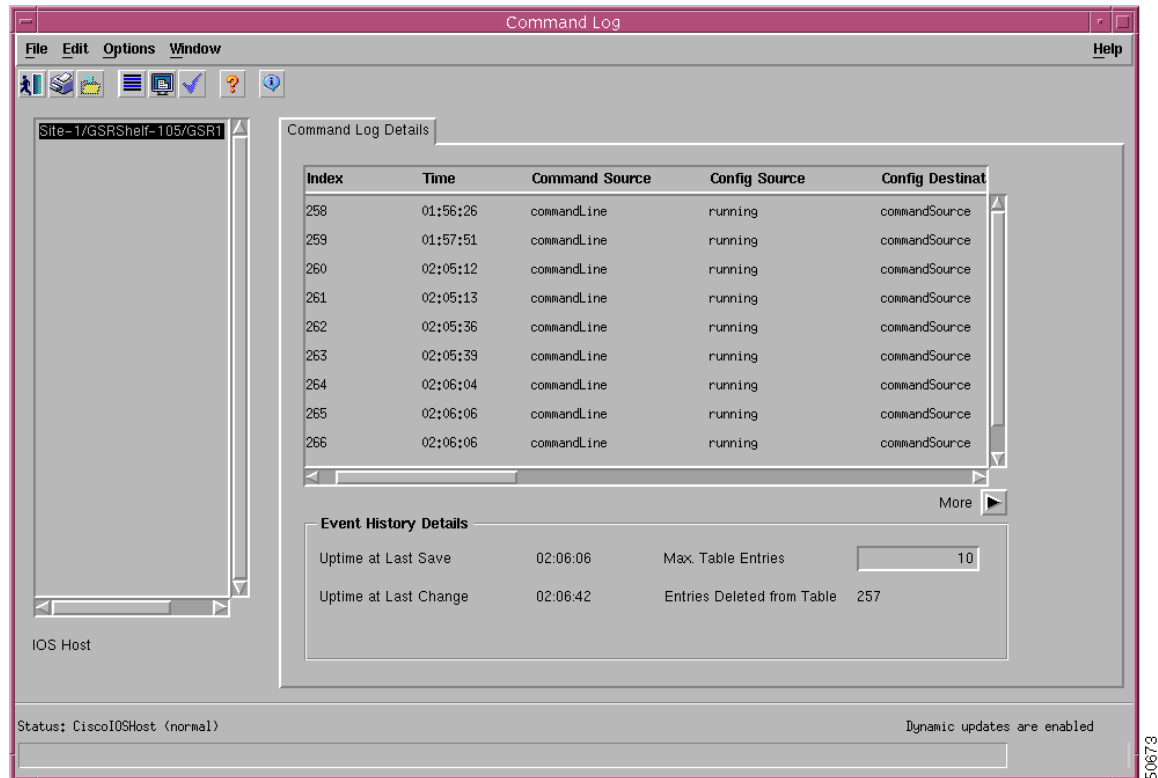 Command Log
File Edit Options Window Help
Site-1/GSRShelf-105/GSR1
Command Log Details
Index Time Command Source Config Source Config Destinat
258 01:56:26 commandLine running commandSource
259 01:57:51 commandLine running commandSource
260 02:05:12 commandLine running commandSource
261 02:05:13 commandLine running commandSource
262 02:05:36 commandLine running commandSource
263 02:05:39 commandLine running commandSource
264 02:06:04 commandLine running commandSource
265 02:06:06 commandLine running commandSource
266 02:06:06 commandLine running commandSource
More
Event History Details
Uptime at Last Save 02:06:06 Max. Table Entries 10
Uptime at Last Change 02:06:42 Entries Deleted from Table 257
IOS Host
Status: CiscoIOSHost (normal) Dynamic updates are enabled
50673